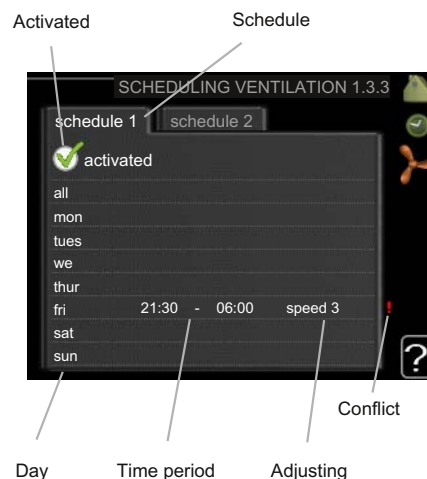 Activated Schedule
SCHEDULING VENTILATION 1.3.3
schedule 1 schedule 2
activated
all
mon
tues
we
thur
fri 21:30 - 06:00 speed 3 !
sat
sun
?
Conflict
Day Time period Adjusting